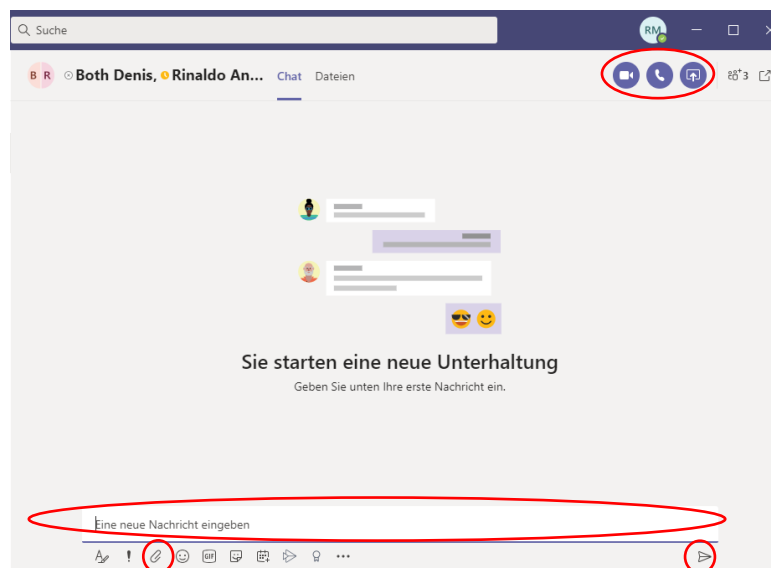 Suche
RM
B R Both Denis, Rinaldo An... Chat Dateien
3
Sie starten eine neue Unterhaltung
Geben Sie unten Ihre erste Nachricht ein.
Eine neue Nachricht eingeben
GIF